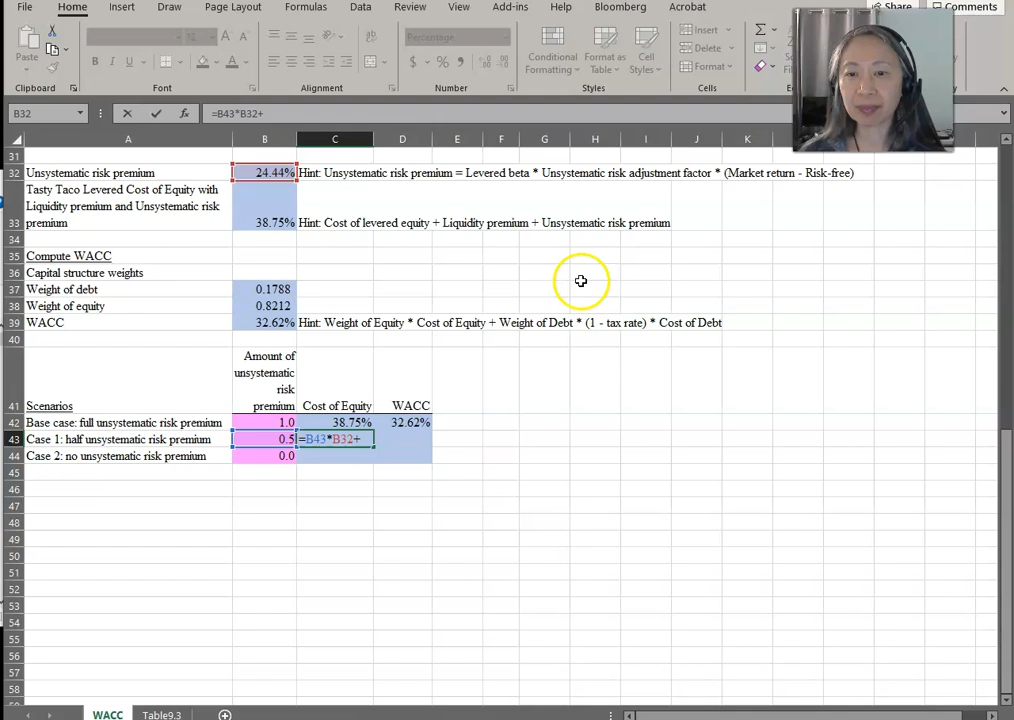 File Home Insert Draw Page Layout Formulas Data Review View Add-ins Help Bloomberg Acrobat Share Comments
Paste
B I U
Percentage
$ % ,
Conditional Formatting
Format as Table
Cell Styles
Insert
Delete
Format
Clipboard Font Alignment Number Styles Cells
B32 fx =B43*B32+
A B C D E F G H I J K
31
32 Unsystematic risk premium 24.44% Hint: Unsystematic risk premium = Levered beta * Unsystematic risk adjustment factor * (Market return - Risk-free)
Tasty Taco Levered Cost of Equity with
Liquidity premium and Unsystematic risk
33 premium 38.75% Hint: Cost of levered equity + Liquidity premium + Unsystematic risk premium
34
35 Compute WACC
36 Capital structure weights
37 Weight of debt 0.1788
38 Weight of equity 0.8212
39 WACC 32.62% Hint: Weight of Equity * Cost of Equity + Weight of Debt * (1 - tax rate) * Cost of Debt
40
Amount of
unsystematic
risk
41 Scenarios premium Cost of Equity WACC
42 Base case: full unsystematic risk premium 1.0 38.75% 32.62%
43 Case 1: half unsystematic risk premium 0.5 =B43*B32+
44 Case 2: no unsystematic risk premium 0.0
45
46
47
48
49
50
51
52
53
54
55
56
57
58
WACC Table9.3